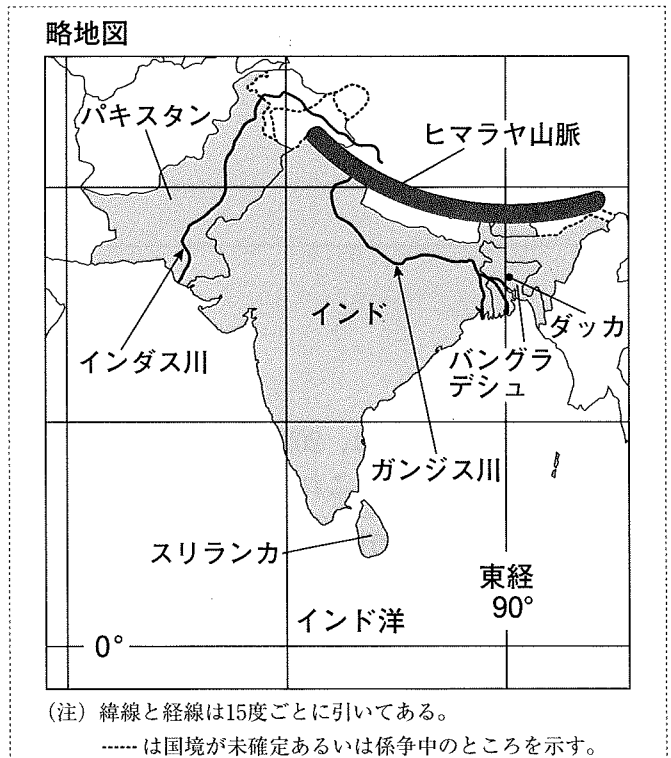 略地図
パキスタン
ヒマラヤ山脈
インド
ダッカ
インダス川
バングラ
デシュ
ガンジス川
スリランカ
東経
90°
インド洋
0°
(注) 緯線と経線は15度ごとに引いてある。
------ は国境が未確定あるいは係争中のところを示す。